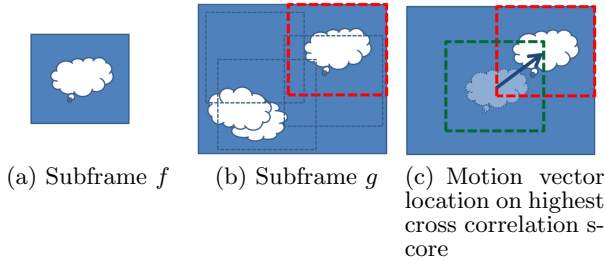 (a) Subframe f
(b) Subframe g
(c) Motion vector
location on highest
cross correlation s-
core